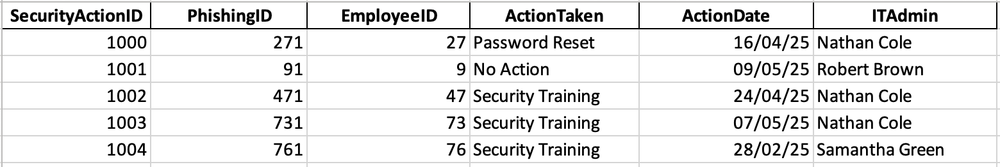 SecurityActionID PhishingID EmployeeID ActionTaken ActionDate ITAdmin
1000 271 27 Password Reset 16/04/25 Nathan Cole
1001 91 9 No Action 09/05/25 Robert Brown
1002 471 47 Security Training 24/04/25 Nathan Cole
1003 731 73 Security Training 07/05/25 Nathan Cole
1004 761 76 Security Training 28/02/25 Samantha Green